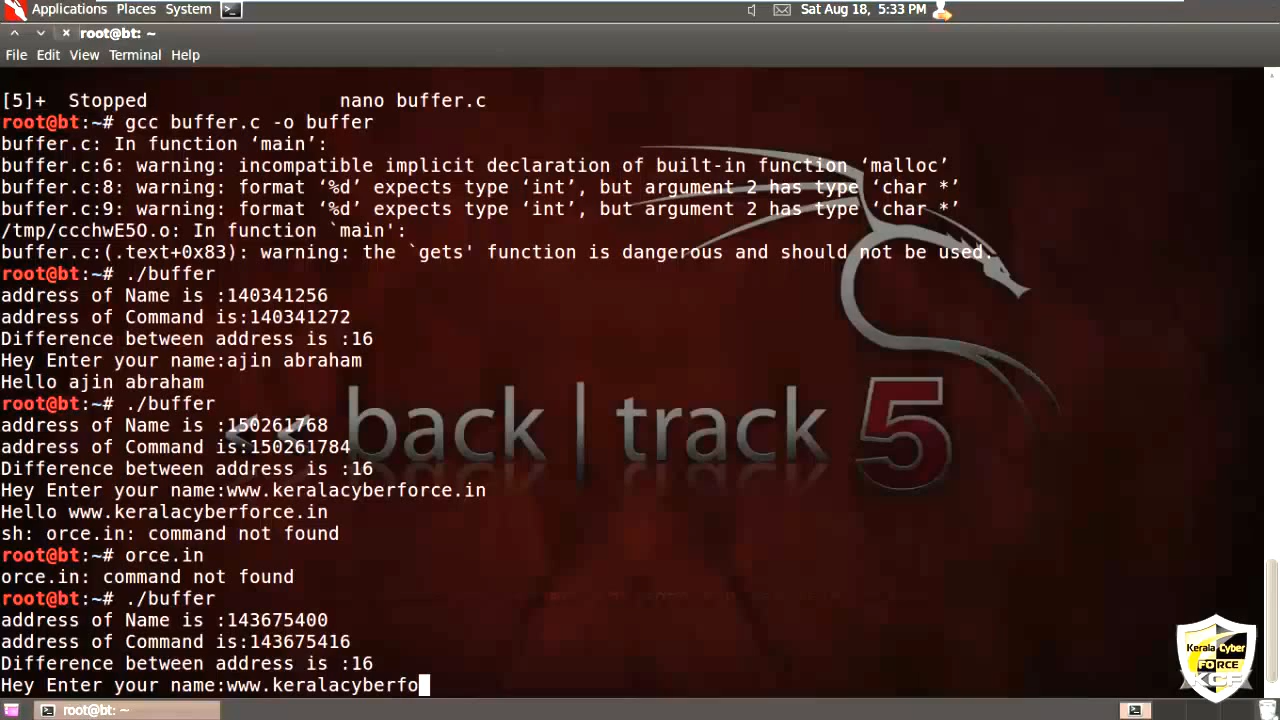 Applications Places System
Sat Aug 18, 5:33 PM
root@bt: ~
File Edit View Terminal Help
[5]+ Stopped nano buffer.c
root@bt:~# gcc buffer.c -o buffer
buffer.c: In function ‘main’:
buffer.c:6: warning: incompatible implicit declaration of built-in function ‘malloc’
buffer.c:8: warning: format ‘%d’ expects type ‘int’, but argument 2 has type ‘char *’
buffer.c:9: warning: format ‘%d’ expects type ‘int’, but argument 2 has type ‘char *’
/tmp/ccchwE5O.o: In function `main':
buffer.c:(.text+0x83): warning: the `gets' function is dangerous and should not be used.
root@bt:~# ./buffer
address of Name is :140341256
address of Command is:140341272
Difference between address is :16
Hey Enter your name:ajin abraham
Hello ajin abraham
root@bt:~# ./buffer
address of Name is :150261768
address of Command is:150261784
Difference between address is :16
Hey Enter your name:www.keralacyberforce.in
Hello www.keralacyberforce.in
sh: orce.in: command not found
root@bt:~# orce.in
orce.in: command not found
root@bt:~# ./buffer
address of Name is :143675400
address of Command is:143675416
Difference between address is :16
Hey Enter your name:www.keralacyberfo
<< back | track 5
Kerala Cyber
FORCE
KCF
root@bt: ~